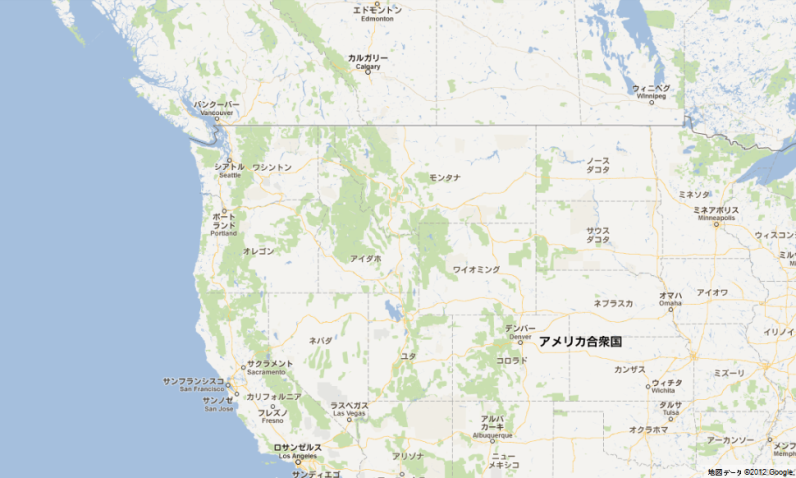 エドモントン
Edmonton
カルガリー
Calgary
ウィニペグ
Winnipeg
バンクーバー
Vancouver
シアトル
Seattle
ワシントン
モンタナ
ノース
ダコタ
ミネソタ
ポート
ランド
Portland
ミネアポリス
Minneapolis
オレゴン
サウス
ダコタ
ウィスコンシ
アイダホ
ワイオミング
ミル
Milw
ネブラスカ
オマハ
Omaha
アイオワ
ネバダ
ユタ
デンバー
Denver
アメリカ合衆国
イリノイ
コロラド
サクラメント
Sacramento
カンザス
ミズーリ
サンフランシスコ
San Francisco
ウィチタ
Wichita
サンノゼ
San Jose
カリフォルニア
フレズノ
Fresno
ラスベガス
Las Vegas
タルサ
Tulsa
アルバ
カーキ
Albuquerque
オクラホマ
アーカンソー
メンフ
Memph
ロサンゼルス
Los Angeles
アリゾナ
ニュー
メキシコ
サンディエゴ
地図データ ©2012 Google,